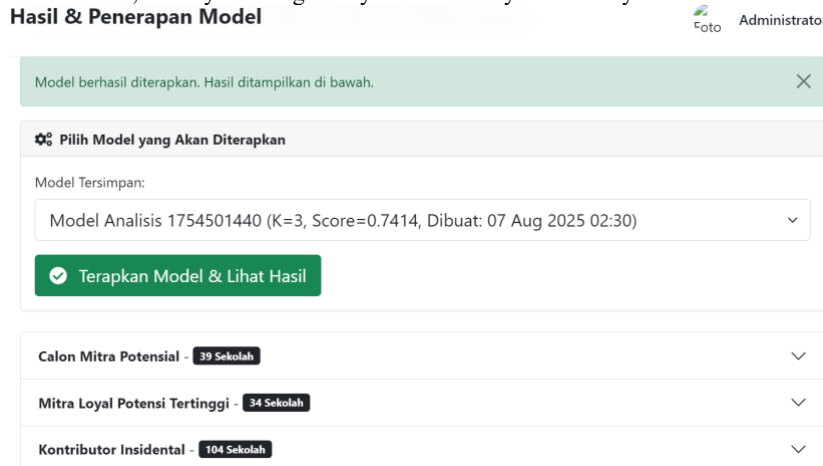 Hasil & Penerapan Model
Foto
Administrato
Model berhasil diterapkan. Hasil ditampilkan di bawah.
Pilih Model yang Akan Diterapkan
Model Tersimpan:
Model Analisis 1754501440 (K=3, Score=0.7414, Dibuat: 07 Aug 2025 02:30)
Terapkan Model & Lihat Hasil
Calon Mitra Potensial - 39 Sekolah
Mitra Loyal Potensi Tertinggi - 34 Sekolah
Kontributor Insidental - 104 Sekolah